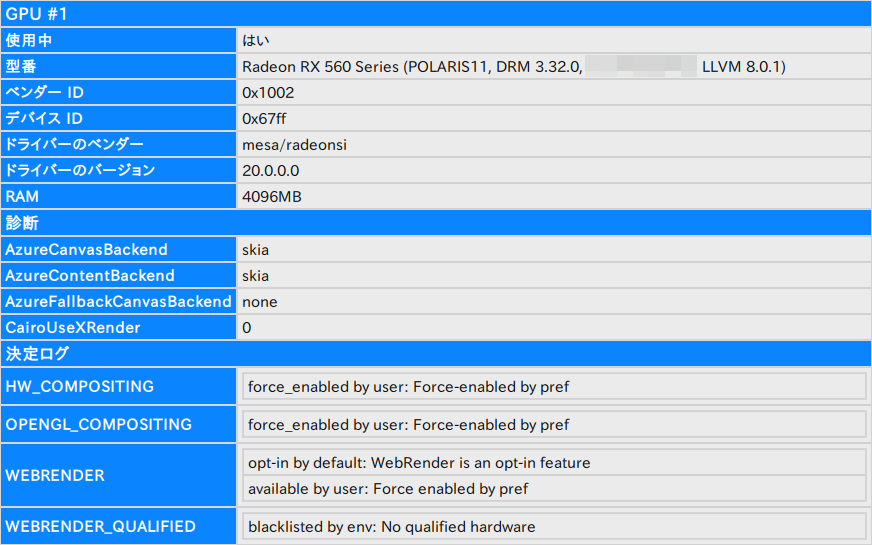 GPU #1
使用中 はい
型番 Radeon RX 560 Series (POLARIS11, DRM 3.32.0, LLVM 8.0.1)
ベンダー ID 0x1002
デバイス ID 0x67ff
ドライバーのベンダー mesa/radeonsi
ドライバーのバージョン 20.0.0.0
RAM 4096MB
診断
AzureCanvasBackend skia
AzureContentBackend skia
AzureFallbackCanvasBackend none
CairoUseXRender 0
決定ログ
HW_COMPOSITING force_enabled by user: Force-enabled by pref
OPENGL_COMPOSITING force_enabled by user: Force-enabled by pref
WEBRENDER opt-in by default: WebRender is an opt-in feature
available by user: Force enabled by pref
WEBRENDER_QUALIFIED blacklisted by env: No qualified hardware